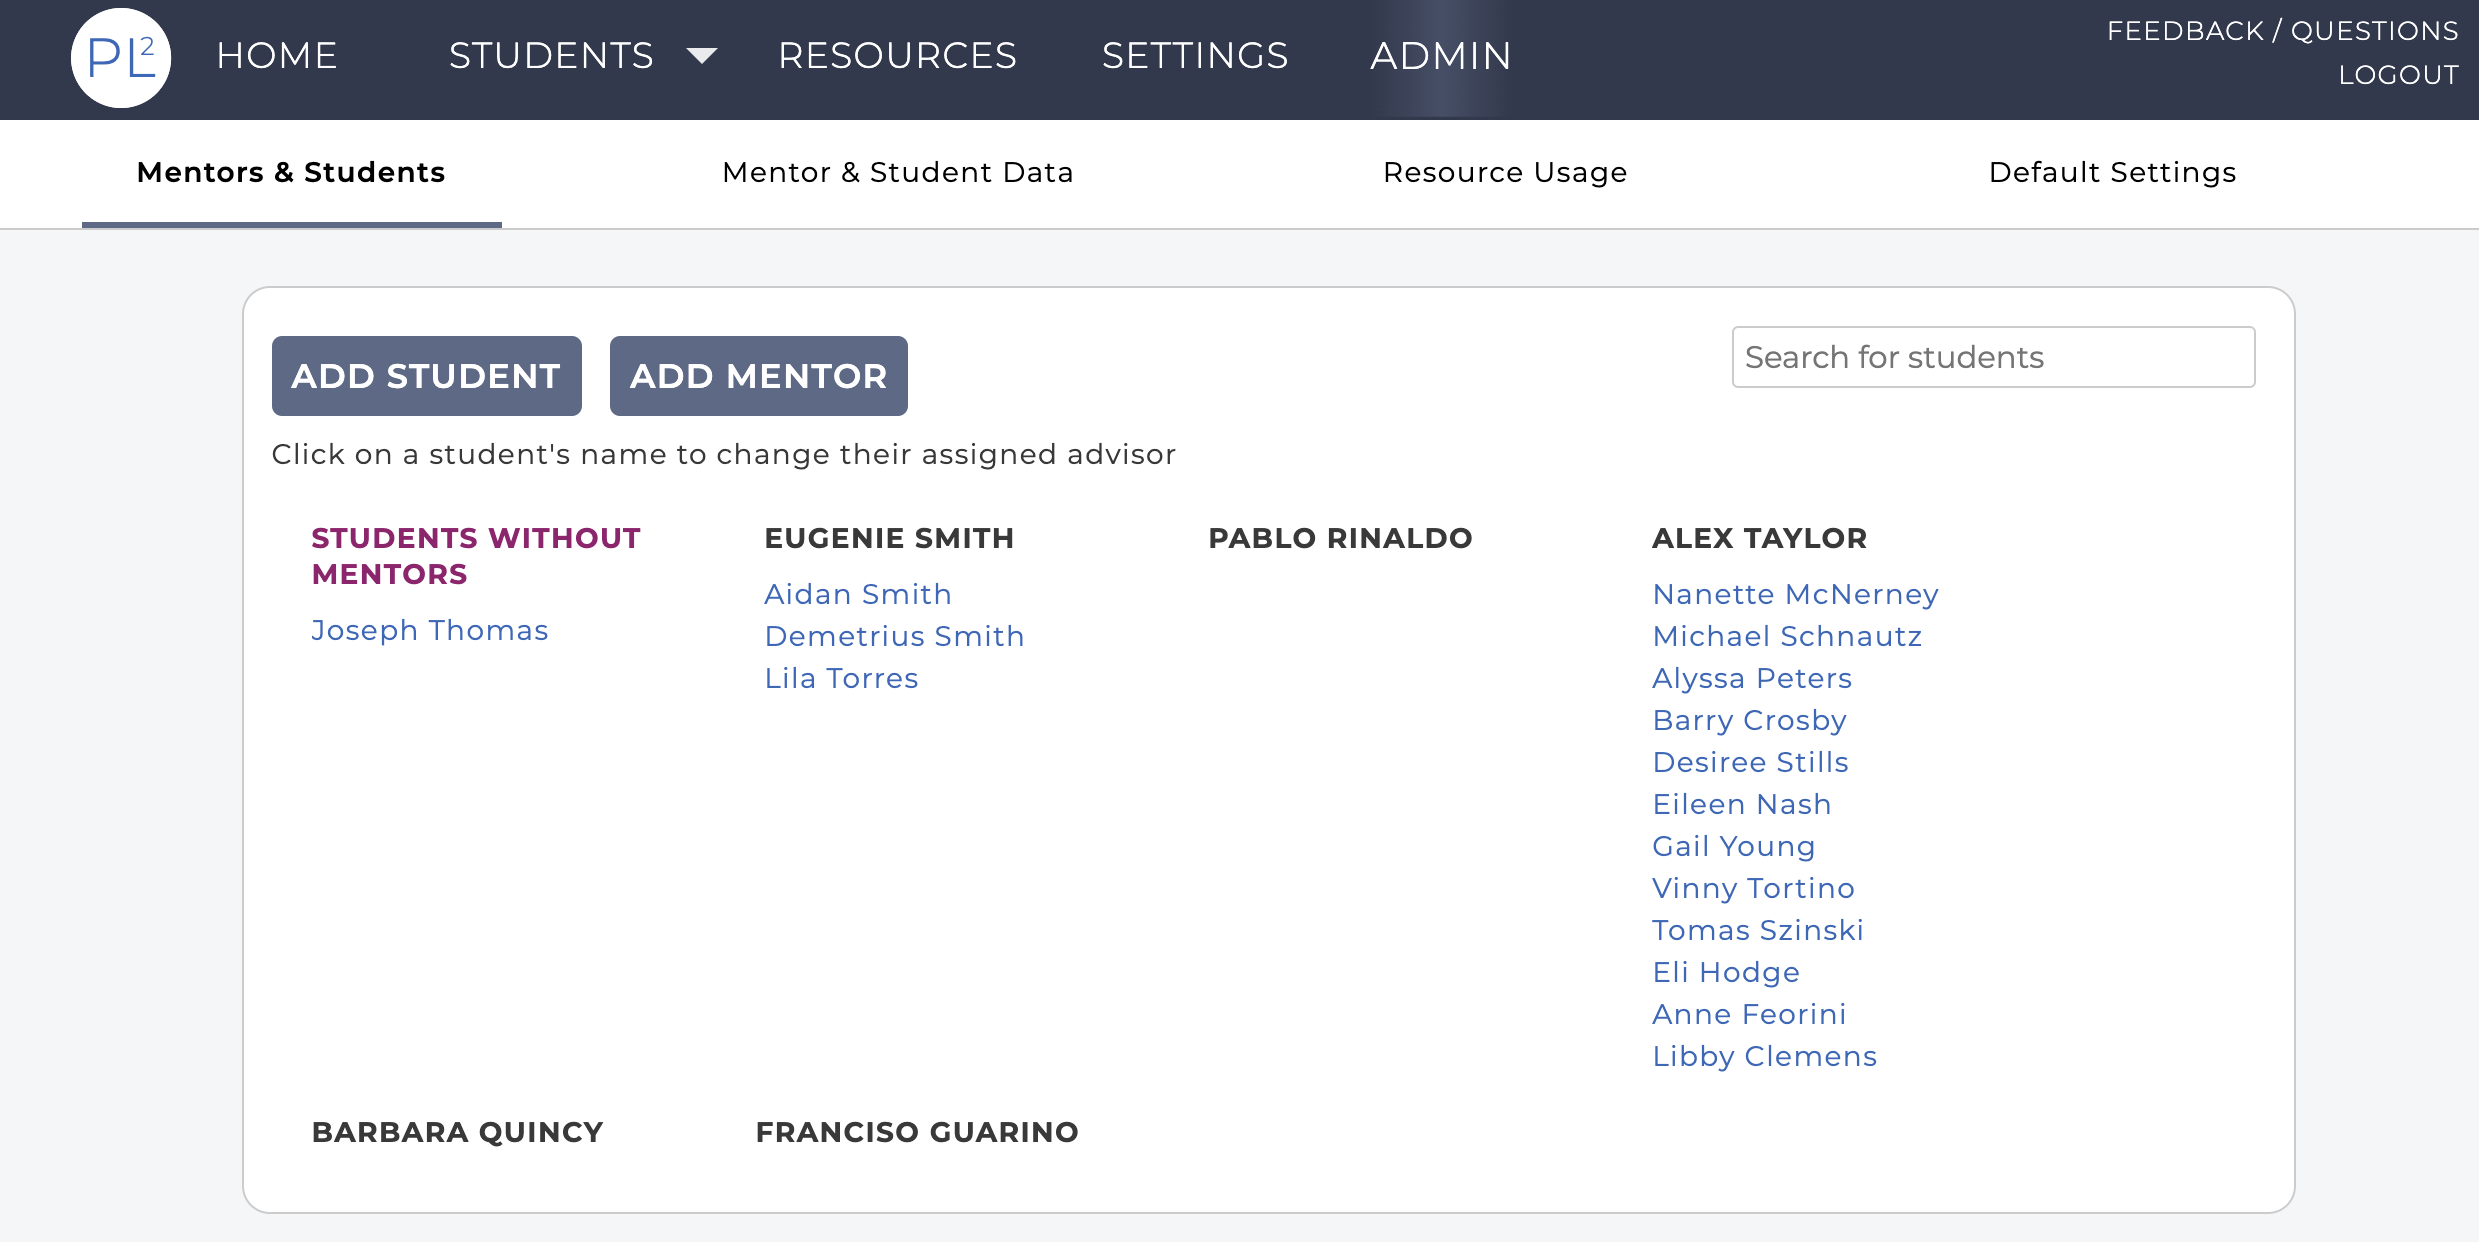 PL²
HOME
STUDENTS
RESOURCES
SETTINGS
ADMIN
FEEDBACK / QUESTIONS
LOGOUT
Mentors & Students
Mentor & Student Data
Resource Usage
Default Settings
ADD STUDENT
ADD MENTOR
Search for students
Click on a student's name to change their assigned advisor
STUDENTS WITHOUT
MENTORS
Joseph Thomas
EUGENIE SMITH
Aidan Smith
Demetrius Smith
Lila Torres
PABLO RINALDO
ALEX TAYLOR
Nanette McNerney
Michael Schnautz
Alyssa Peters
Barry Crosby
Desiree Stills
Eileen Nash
Gail Young
Vinny Tortino
Tomas Szinski
Eli Hodge
Anne Feorini
Libby Clemens
BARBARA QUINCY
FRANCISO GUARINO